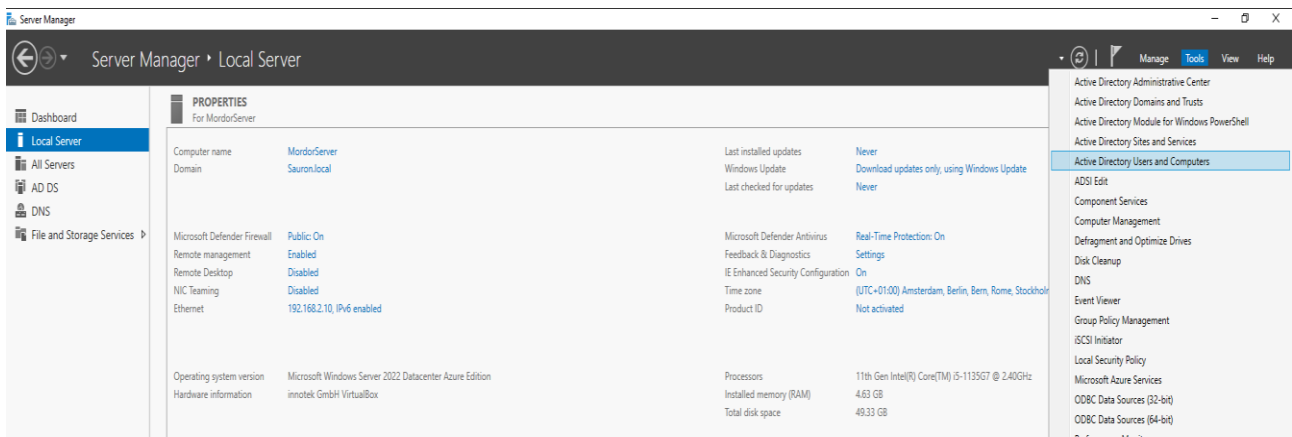 Server Manager
Server Manager • Local Server
Manage Tools View Help
Dashboard
Local Server
All Servers
AD DS
DNS
File and Storage Services
PROPERTIES
For MordorServer
Computer name MordorServer
Domain Sauron.local
Last installed updates Never
Windows Update Download updates only, using Windows Update
Last checked for updates Never
Microsoft Defender Firewall Public: On
Remote management Enabled
Remote Desktop Disabled
NIC Teaming Disabled
Ethernet 192.168.2.10, IPv6 enabled
Microsoft Defender Antivirus Real-Time Protection: On
Feedback & Diagnostics Settings
IE Enhanced Security Configuration On
Time zone (UTC+01:00) Amsterdam, Berlin, Bern, Rome, Stockholm
Product ID Not activated
Operating system version Microsoft Windows Server 2022 Datacenter Azure Edition
Hardware information innotek GmbH VirtualBox
Processors 11th Gen Intel(R) Core(TM) i5-1135G7 @ 2.40GHz
Installed memory (RAM) 4.63 GB
Total disk space 49.33 GB
Active Directory Administrative Center
Active Directory Domains and Trusts
Active Directory Module for Windows PowerShell
Active Directory Sites and Services
Active Directory Users and Computers
ADSI Edit
Component Services
Computer Management
Defragment and Optimize Drives
Disk Cleanup
DNS
Event Viewer
Group Policy Management
iSCSI Initiator
Local Security Policy
Microsoft Azure Services
ODBC Data Sources (32-bit)
ODBC Data Sources (64-bit)